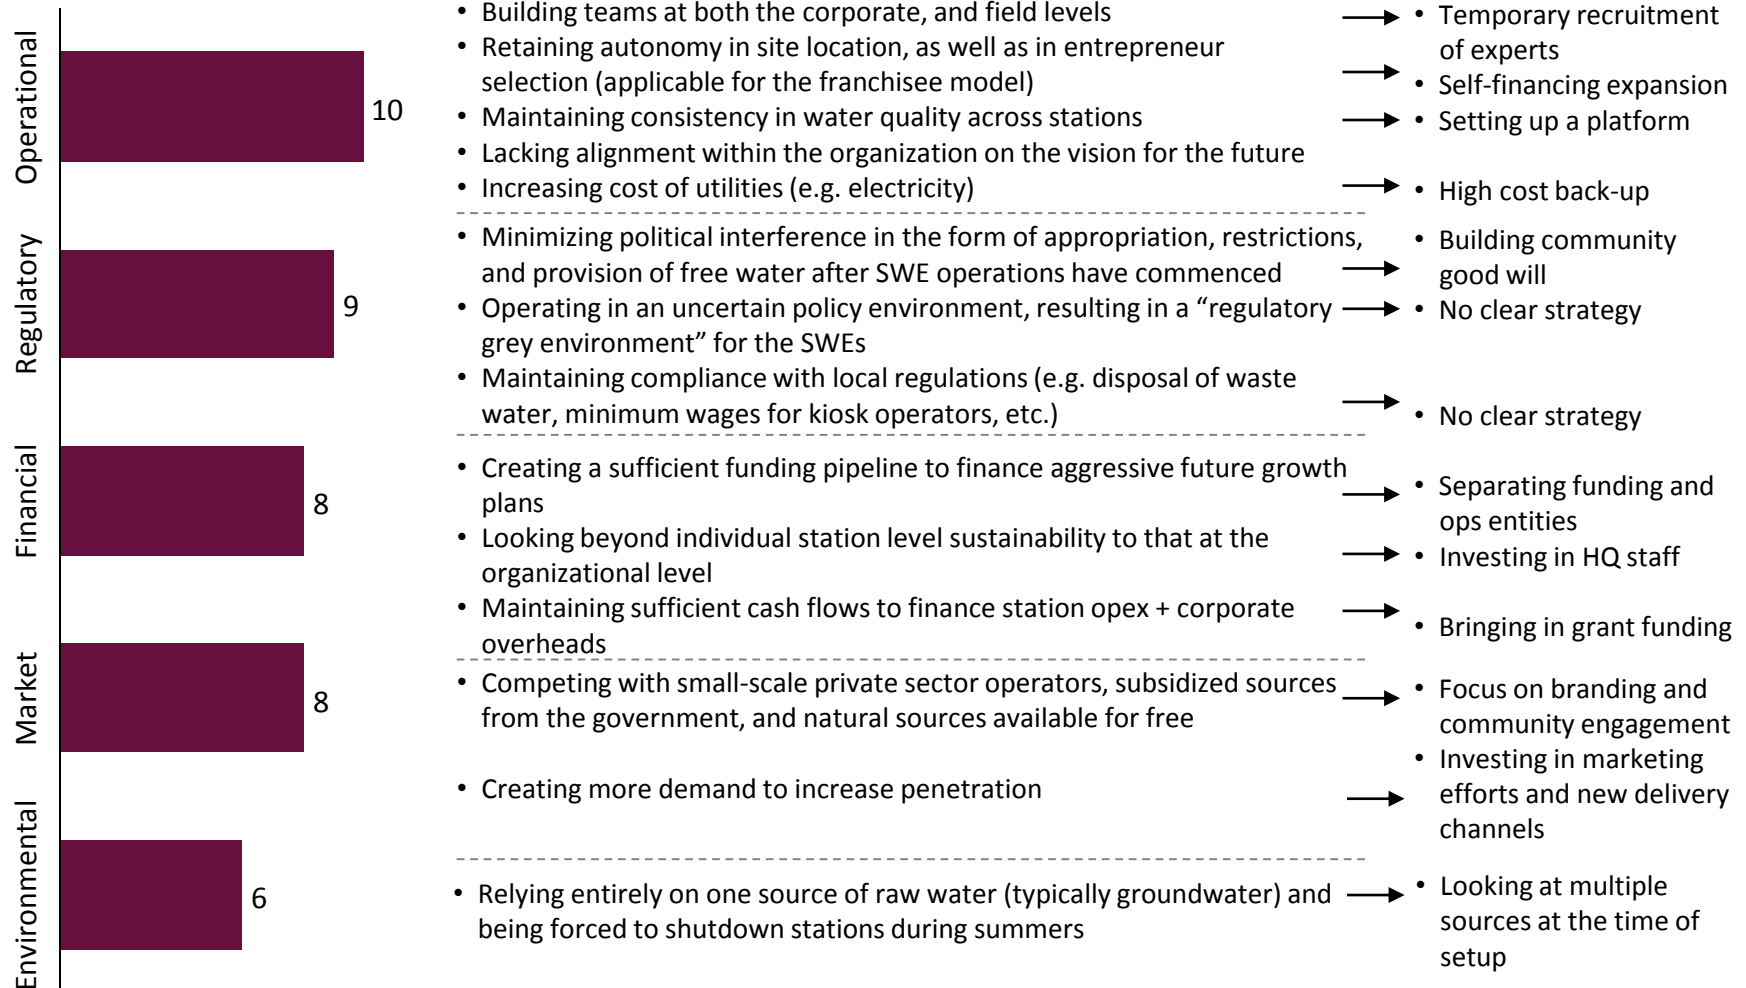 Operational
10
• Building teams at both the corporate, and field levels
• Retaining autonomy in site location, as well as in entrepreneur
selection (applicable for the franchisee model)
• Maintaining consistency in water quality across stations
• Lacking alignment within the organization on the vision for the future
• Increasing cost of utilities (e.g. electricity)
• Temporary recruitment
of experts
• Self-financing expansion
• Setting up a platform
• High cost back-up
Regulatory
9
• Minimizing political interference in the form of appropriation, restrictions,
and provision of free water after SWE operations have commenced
• Operating in an uncertain policy environment, resulting in a “regulatory
grey environment” for the SWEs
• Maintaining compliance with local regulations (e.g. disposal of waste
water, minimum wages for kiosk operators, etc.)
• Building community
good will
• No clear strategy
• No clear strategy
Financial
8
• Creating a sufficient funding pipeline to finance aggressive future growth
plans
• Looking beyond individual station level sustainability to that at the
organizational level
• Maintaining sufficient cash flows to finance station opex + corporate
overheads
• Separating funding and
ops entities
• Investing in HQ staff
• Bringing in grant funding
Market
8
• Competing with small-scale private sector operators, subsidized sources
from the government, and natural sources available for free
• Creating more demand to increase penetration
• Focus on branding and
community engagement
• Investing in marketing
efforts and new delivery
channels
Environmental
6
• Relying entirely on one source of raw water (typically groundwater) and
being forced to shutdown stations during summers
• Looking at multiple
sources at the time of
setup